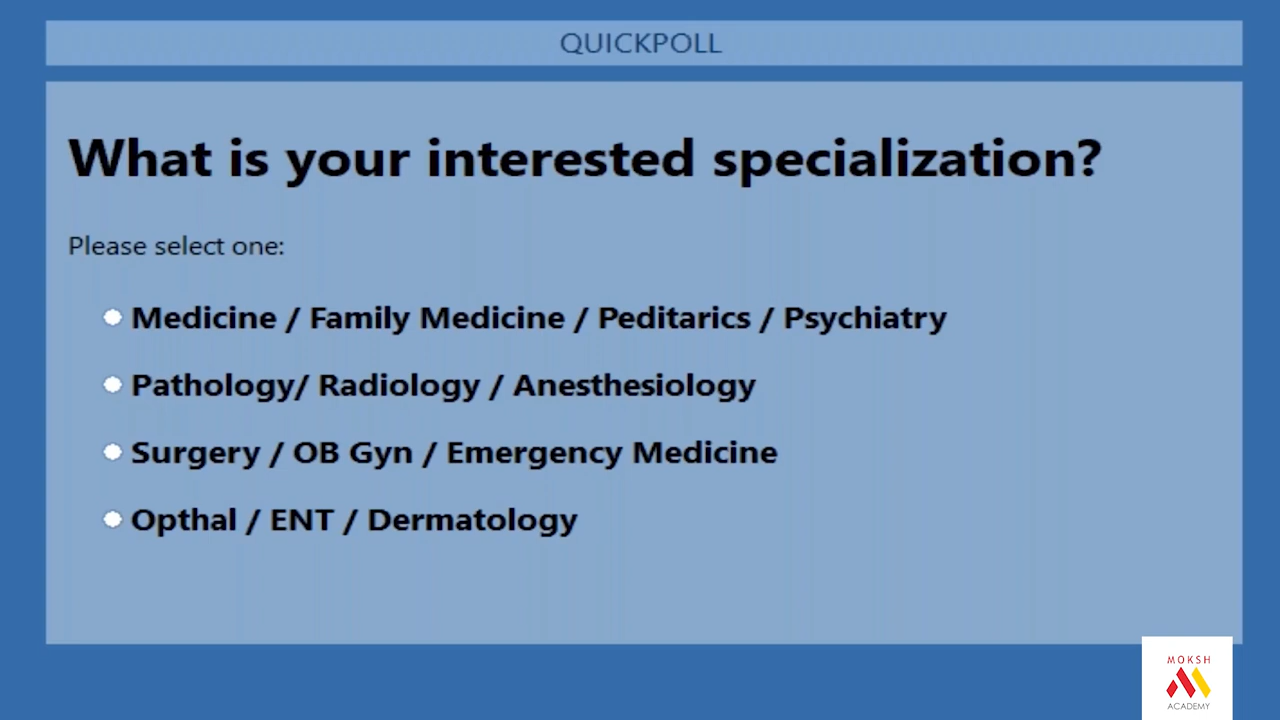 QUICKPOLL
What is your interested specialization?
Please select one:
Medicine / Family Medicine / Peditarics / Psychiatry
Pathology/ Radiology / Anesthesiology
Surgery / OB Gyn / Emergency Medicine
Opthal / ENT / Dermatology
MOKSH
ACADEMY